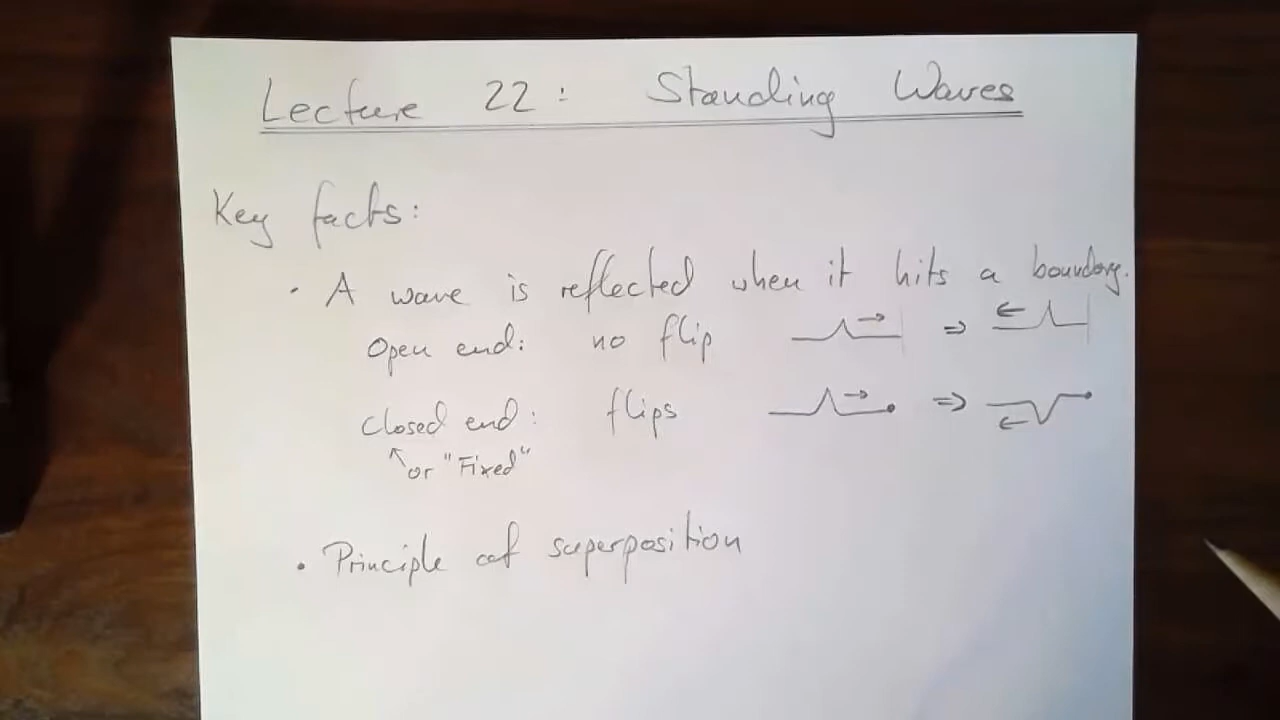 Lecture 22: Standing Waves
Key facts:
• A wave is reflected when it hits a boundary.
Open end: no flip ⇒
Closed end: flips ⇒
or "Fixed"
• Principle of superposition